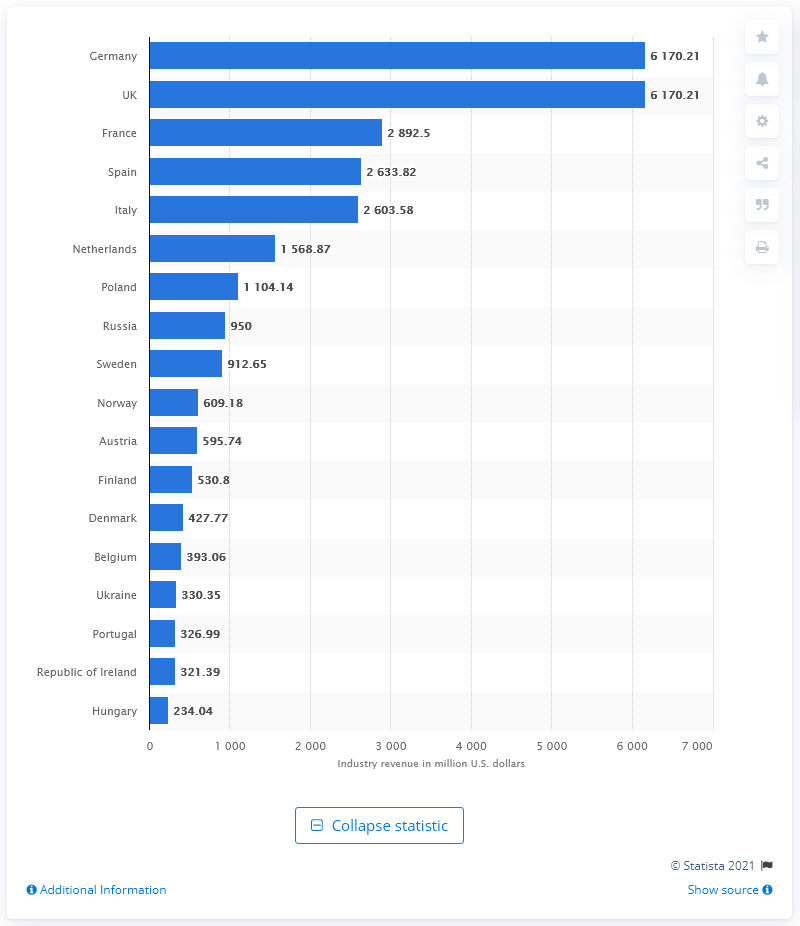 Germany 6 170.21
UK 6 170.21
France 2 892.5
Spain 2 633.82
Italy 2 603.58
Netherlands 1 568.87
Poland 1 104.14
Russia 950
Sweden 912.65
Norway 609.18
Austria 595.74
Finland 530.8
Denmark 427.77
Belgium 393.06
Ukraine 330.35
Portugal 326.99
Republic of Ireland 321.39
Hungary 234.04
0 1 000 2 000 3 000 4 000 5 000 6 000 7 000
Industry revenue in million U.S. dollars
Collapse statistic
© Statista 2021
Additional Information Show source